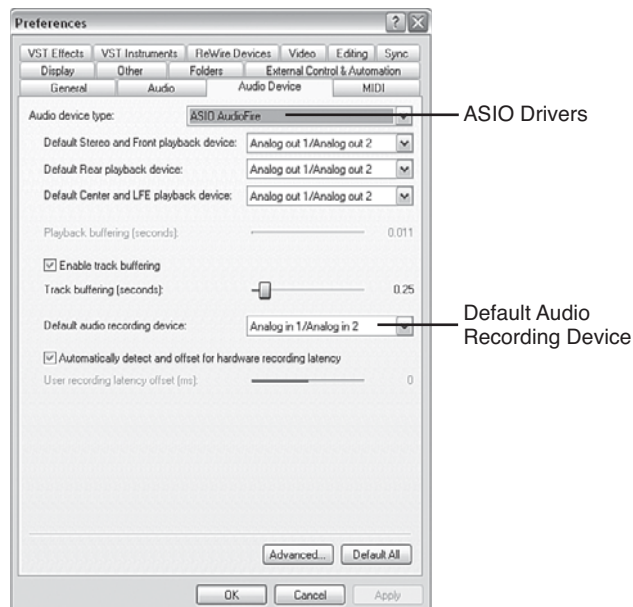 Preferences
VST Effects VST Instruments ReWire Devices Video Editing Sync
Display Other Folders External Control & Automation
General Audio Audio Device MIDI
Audio device type: ASIO AudioFire
ASIO Drivers
Default Stereo and Front playback device: Analog out 1/Analog out 2
Default Rear playback device: Analog out 1/Analog out 2
Default Center and LFE playback device: Analog out 1/Analog out 2
Playback buffering (seconds): 0.011
Enable track buffering
Track buffering (seconds): 0.25
Default audio recording device: Analog in 1/Analog in 2
Default Audio
Recording Device
Automatically detect and offset for hardware recording latency
User recording latency offset (ms): 0
Advanced... Default All
OK Cancel Apply